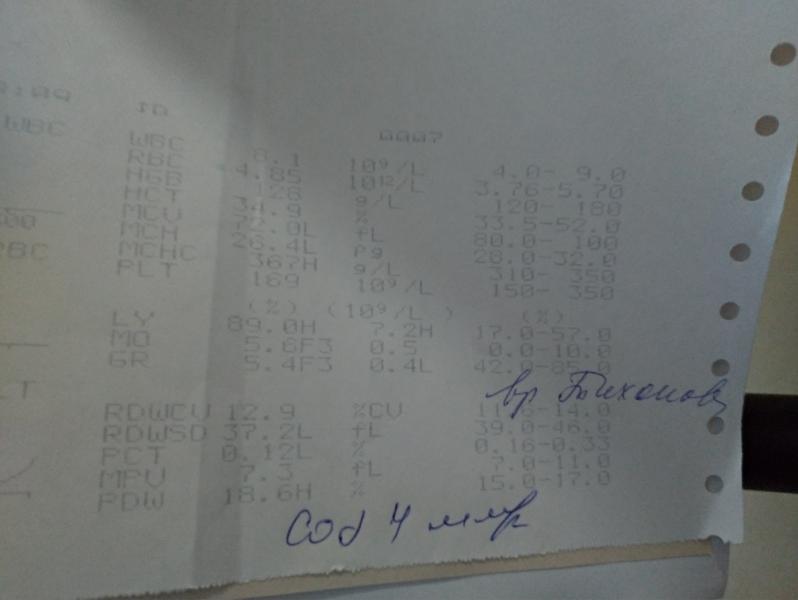 ID 0007
WBC
WBC 8.1 10⁹/L 4.0- 9.0
RBC 4.85 10¹²/L 3.76-5.70
HGB 128 g/L 120- 180
HCT 34.9 % 33.5-52.0
MCV 72.0L fL 80.0- 100
MCH 26.4L Pg 28.0-32.0
RBC
MCHC 367H g/L 310- 350
PLT 169 10⁹/L 150- 350
(%) (10⁹/L ) (%)
LY 89.0H 7.2H 17.0-57.0
MO 5.6F3 0.5 0.0-10.0
GR 5.4F3 0.4L 42.0-85.0
вр Тихонова
RDWCV 12.9 %CV 11.6-14.0
RDWSD 37.2L fL 39.0-46.0
PCT 0.12L % 0.16-0.33
MPV 7.3 fL 7.0-11.0
PDW 18.6H % 15.0-17.0
Соэ 4 мм/